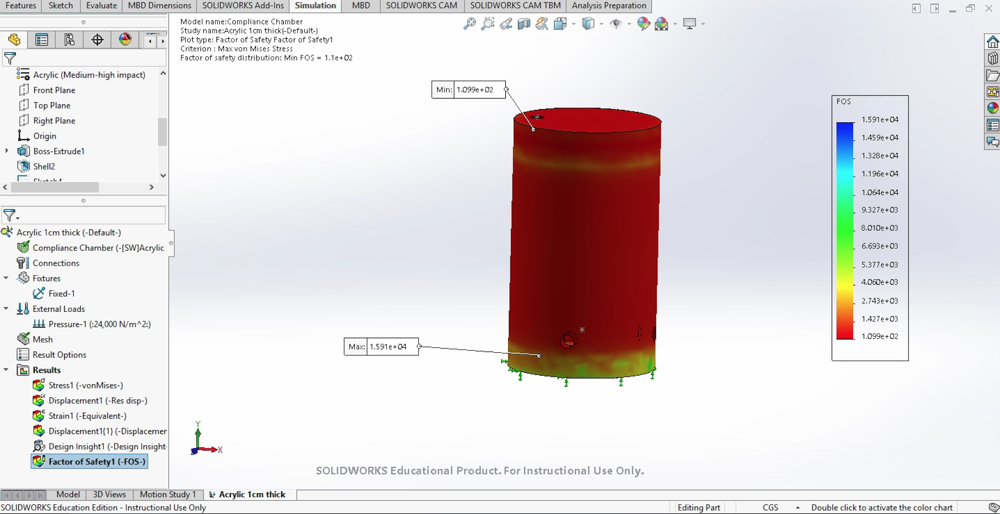 Features Sketch Evaluate MBD Dimensions SOLIDWORKS Add-Ins Simulation MBD SOLIDWORKS CAM SOLIDWORKS CAM TBM Analysis Preparation
Model name:Compliance Chamber
Study name:Acrylic 1cm thick(-Default-)
Plot type: Factor of Safety Factor of Safety1
Criterion : Max von Mises Stress
Factor of safety distribution: Min FOS = 1.1e+02
Acrylic (Medium-high impact)
Front Plane
Top Plane
Right Plane
Origin
Boss-Extrude1
Shell2
Sketch4
Acrylic 1cm thick (-Default-)
Compliance Chamber (-[SW]Acrylic
Connections
Fixtures
Fixed-1
External Loads
Pressure-1 (:24,000 N/m^2:)
Mesh
Result Options
Results
Stress1 (-vonMises-)
Displacement1 (-Res disp-)
Strain1 (-Equivalent-)
Displacement1{1} (-Displacemer
Design Insight1 (-Design Insight-
Factor of Safety1 (-FOS-)
Min: 1.099e+02
Max: 1.591e+04
FOS
1.591e+04
1.459e+04
1.328e+04
1.196e+04
1.064e+04
9.327e+03
8.010e+03
6.693e+03
5.377e+03
4.060e+03
2.743e+03
1.427e+03
1.099e+02
Y
X
Z
SOLIDWORKS Educational Product. For Instructional Use Only.
Model 3D Views Motion Study 1 Acrylic 1cm thick
SOLIDWORKS Education Edition - Instructional Use Only
Editing Part CGS Double click to activate the color chart